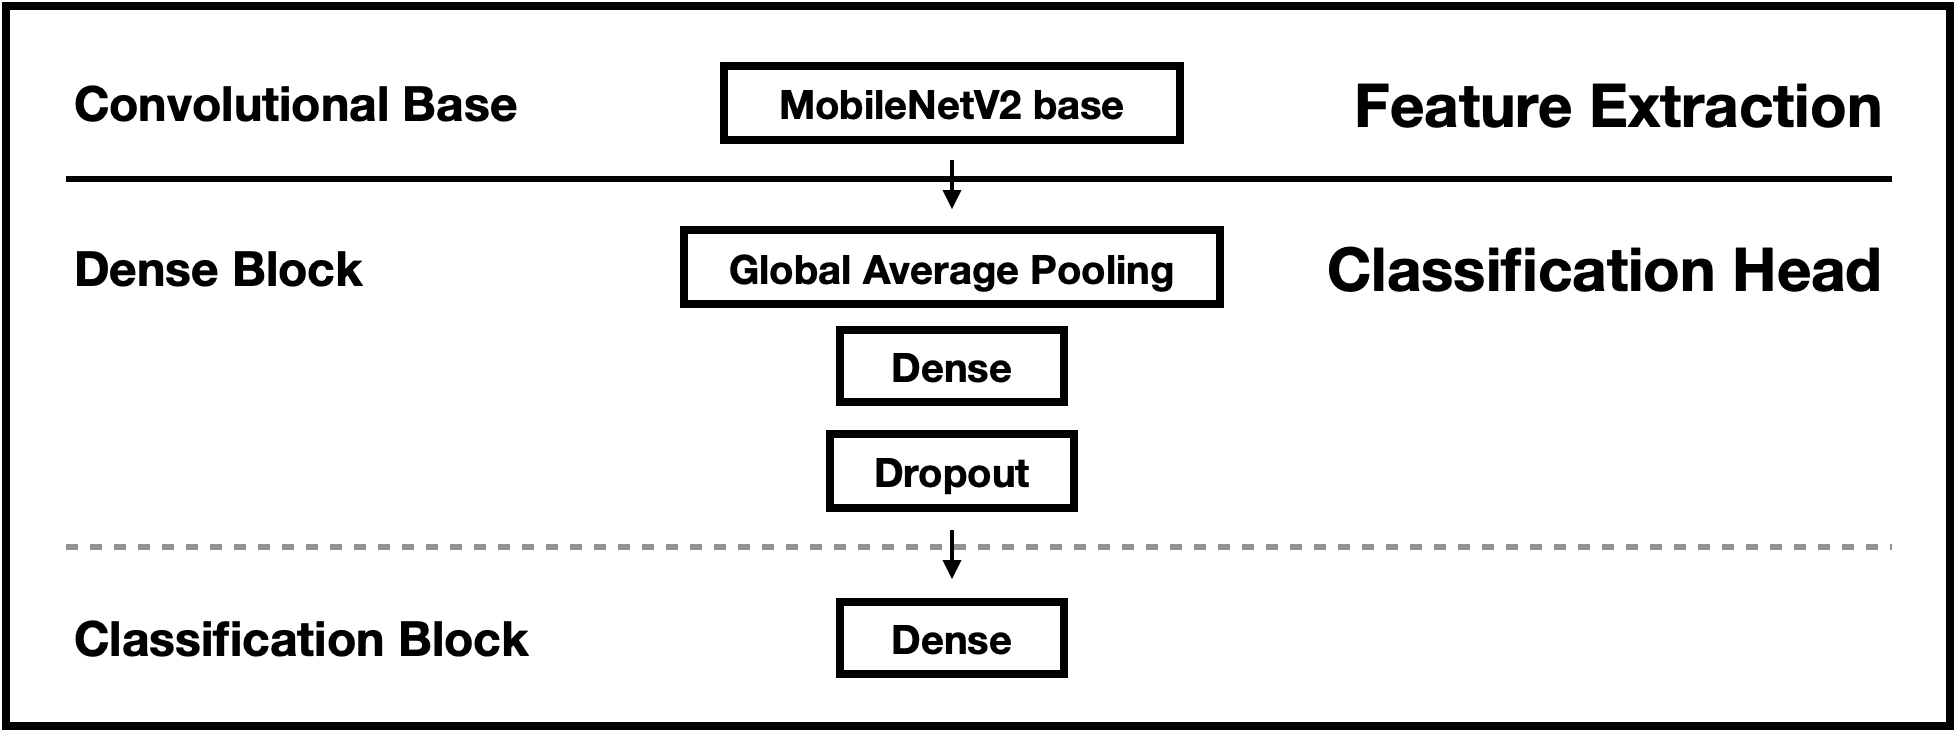 Convolutional Base
MobileNetV2 base
Feature Extraction
Dense Block
Global Average Pooling
Classification Head
Dense
Dropout
Classification Block
Dense